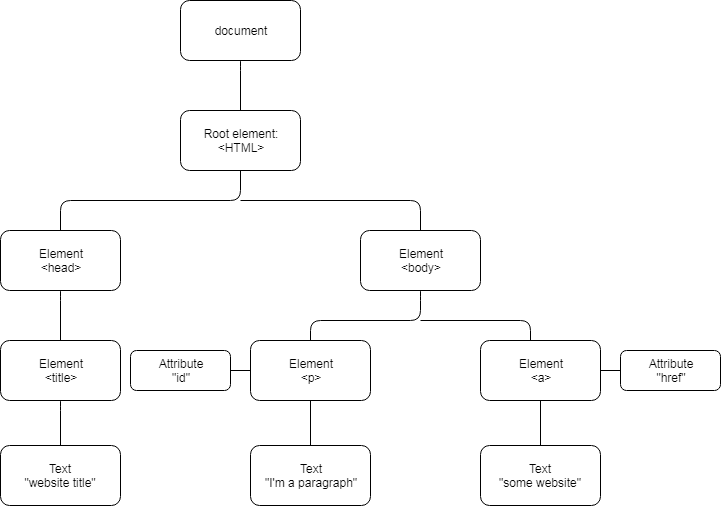 document
Root element:
<HTML>
Element
<head>
Element
<body>
Element
<title>
Attribute
"id"
Element
<p>
Element
<a>
Attribute
"href"
Text
"website title"
Text
"I'm a paragraph"
Text
"some website"